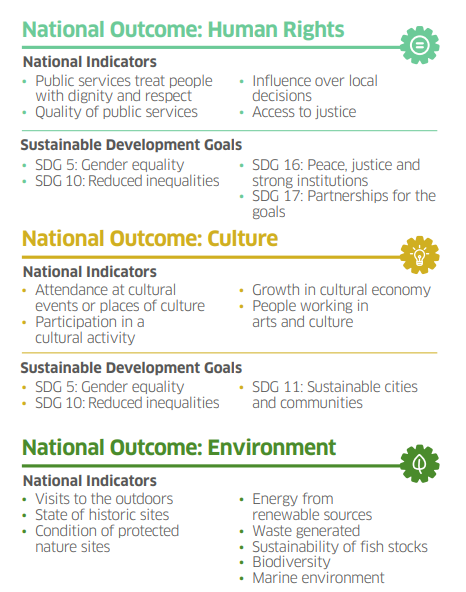 National Outcome: Human Rights
National Indicators
• Public services treat people
with dignity and respect
• Quality of public services
• Influence over local
decisions
• Access to justice
Sustainable Development Goals
• SDG 5: Gender equality
• SDG 10: Reduced inequalities
• SDG 16: Peace, justice and
strong institutions
• SDG 17: Partnerships for the
goals
National Outcome: Culture
National Indicators
• Attendance at cultural
events or places of culture
• Participation in a
cultural activity
• Growth in cultural economy
• People working in
arts and culture
Sustainable Development Goals
• SDG 5: Gender equality
• SDG 10: Reduced inequalities
• SDG 11: Sustainable cities
and communities
National Outcome: Environment
National Indicators
• Visits to the outdoors
• State of historic sites
• Condition of protected
nature sites
• Energy from
renewable sources
• Waste generated
• Sustainability of fish stocks
• Biodiversity
• Marine environment